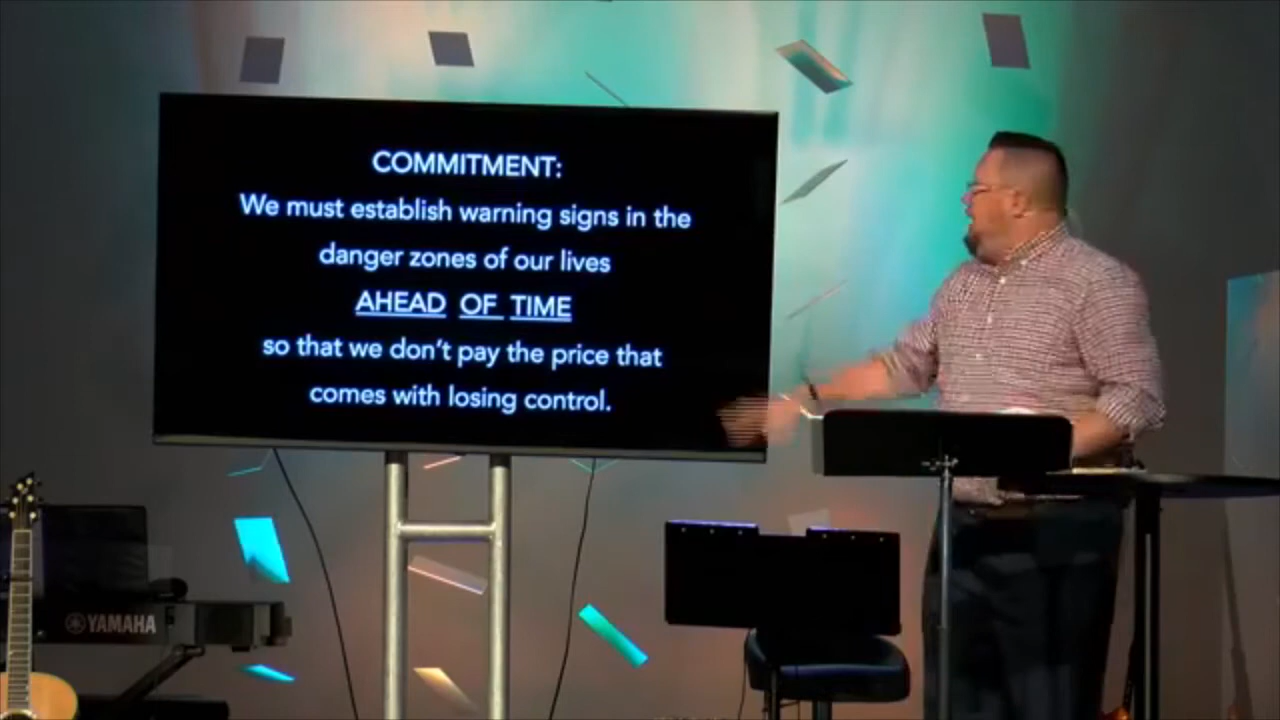 COMMITMENT:
We must establish warning signs in the
danger zones of our lives
AHEAD OF TIME
so that we don't pay the price that
comes with losing control.
YAMAHA